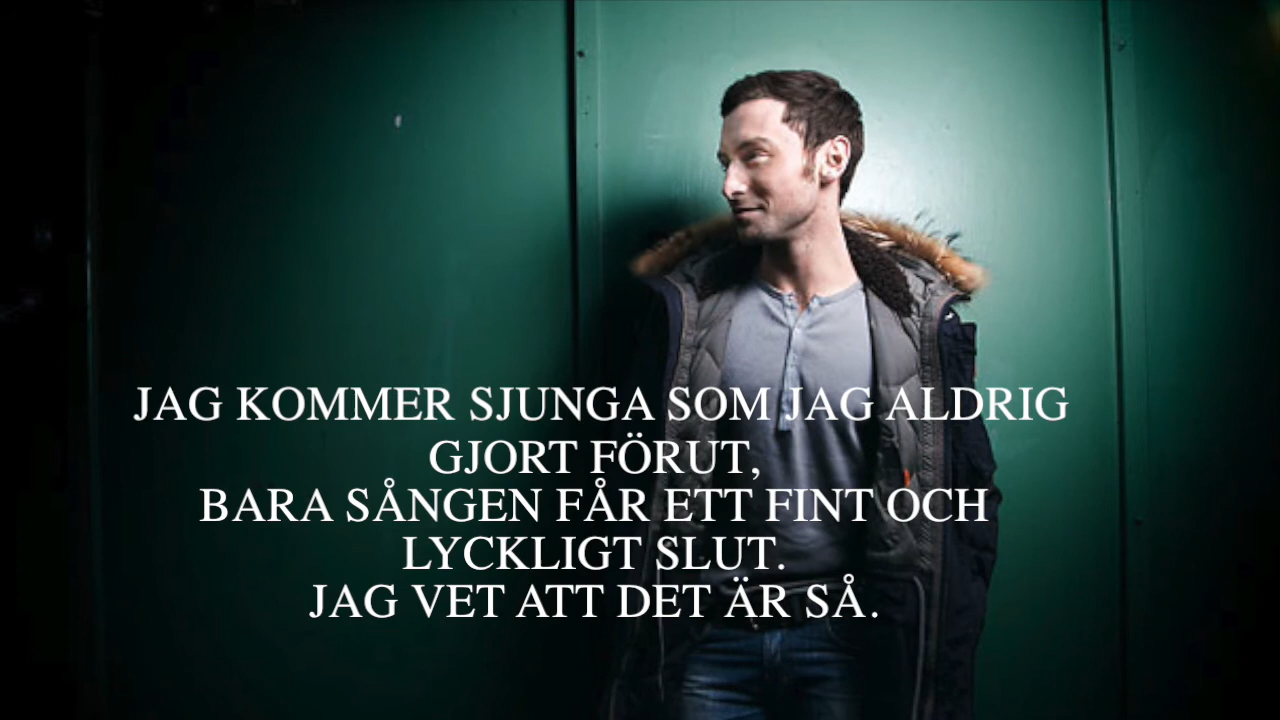 JAG KOMMER SJUNGA SOM JAG ALDRIG
GJORT FÖRUT,
BARA SÅNGEN FÅR ETT FINT OCH
LYCKLIGT SLUT.
JAG VET ATT DET ÄR SÅ.